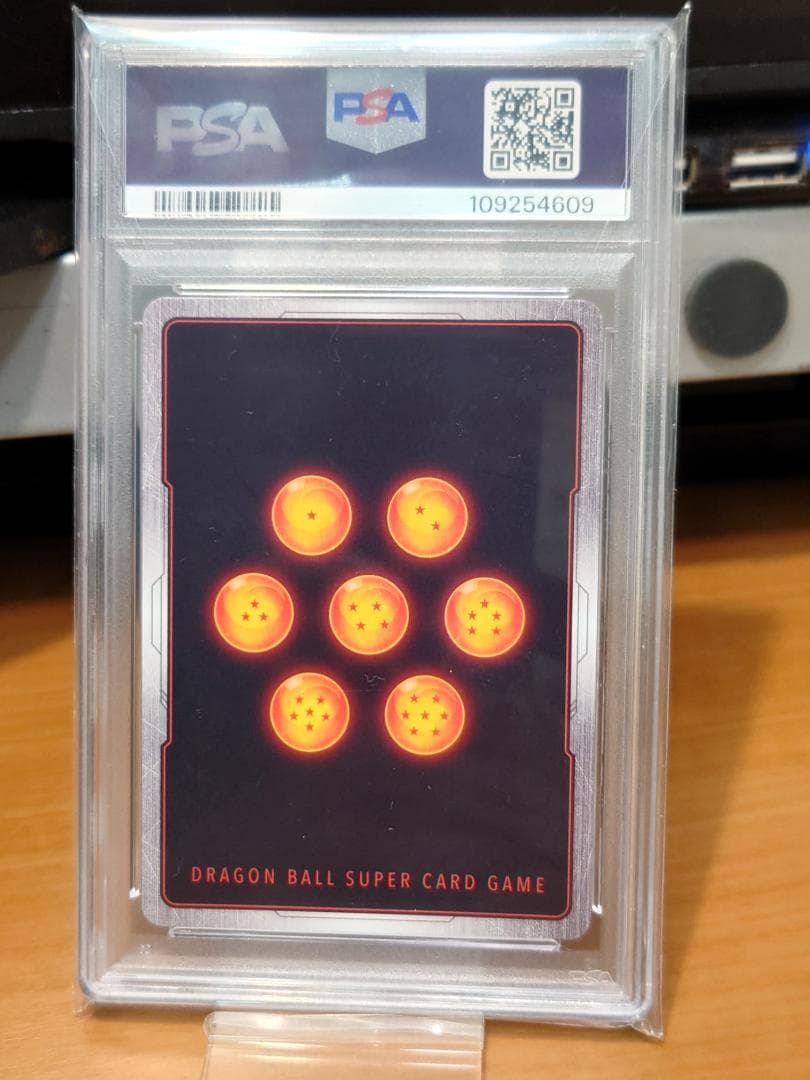 PSA
PSA
109254609
DRAGON BALL SUPER CARD GAME